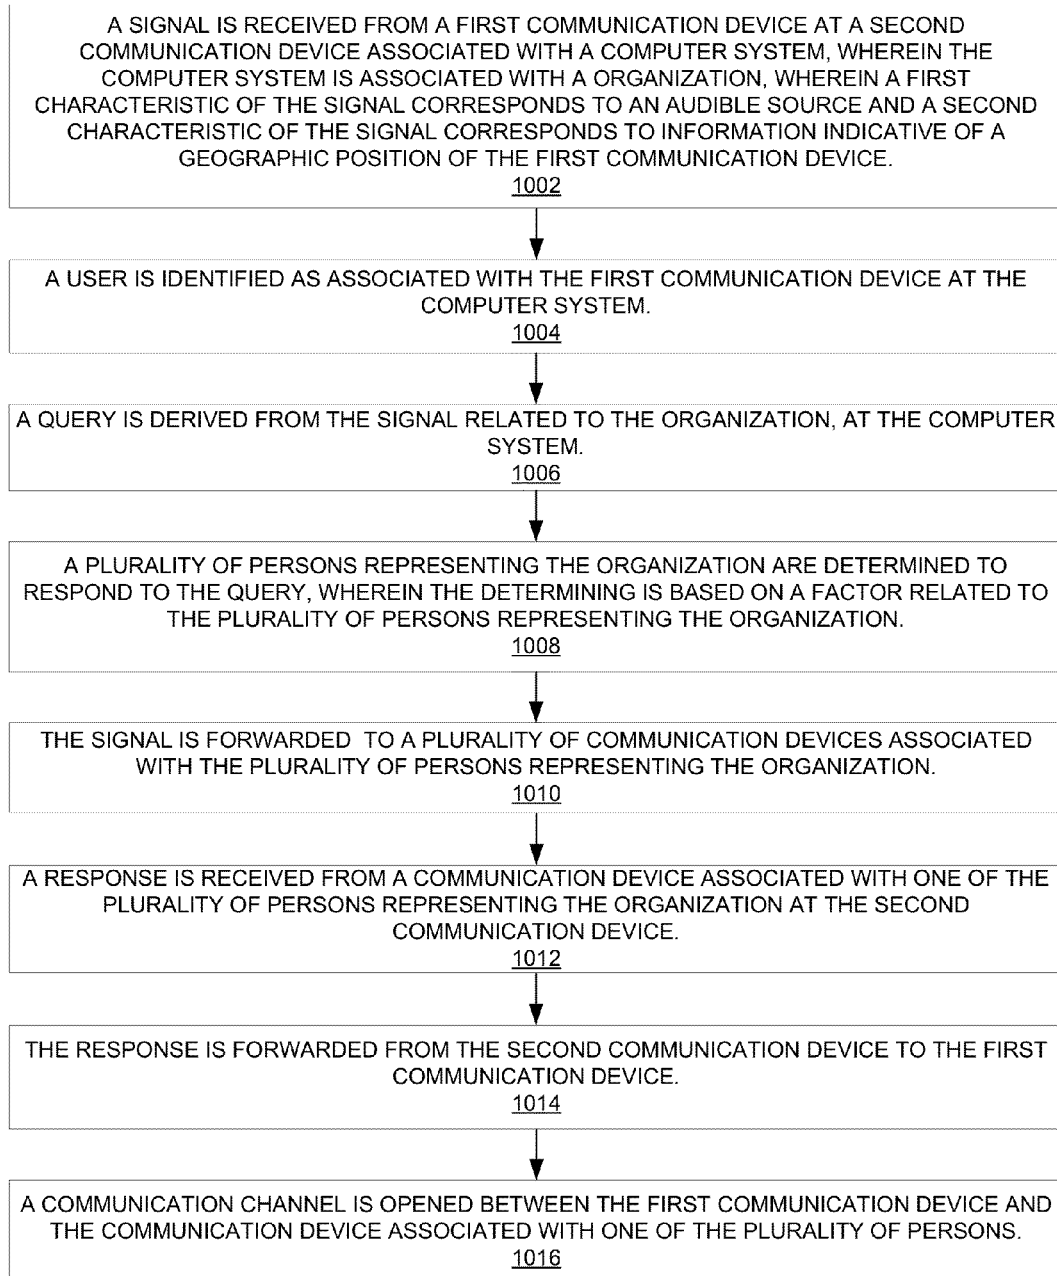 A SIGNAL IS RECEIVED FROM A FIRST COMMUNICATION DEVICE AT A SECOND
COMMUNICATION DEVICE ASSOCIATED WITH A COMPUTER SYSTEM, WHEREIN THE
COMPUTER SYSTEM IS ASSOCIATED WITH A ORGANIZATION, WHEREIN A FIRST
CHARACTERISTIC OF THE SIGNAL CORRESPONDS TO AN AUDIBLE SOURCE AND A SECOND
CHARACTERISTIC OF THE SIGNAL CORRESPONDS TO INFORMATION INDICATIVE OF A
GEOGRAPHIC POSITION OF THE FIRST COMMUNICATION DEVICE.
1002
A USER IS IDENTIFIED AS ASSOCIATED WITH THE FIRST COMMUNICATION DEVICE AT THE
COMPUTER SYSTEM.
1004
A QUERY IS DERIVED FROM THE SIGNAL RELATED TO THE ORGANIZATION, AT THE COMPUTER
SYSTEM.
1006
A PLURALITY OF PERSONS REPRESENTING THE ORGANIZATION ARE DETERMINED TO
RESPOND TO THE QUERY, WHEREIN THE DETERMINING IS BASED ON A FACTOR RELATED TO
THE PLURALITY OF PERSONS REPRESENTING THE ORGANIZATION.
1008
THE SIGNAL IS FORWARDED TO A PLURALITY OF COMMUNICATION DEVICES ASSOCIATED
WITH THE PLURALITY OF PERSONS REPRESENTING THE ORGANIZATION.
1010
A RESPONSE IS RECEIVED FROM A COMMUNICATION DEVICE ASSOCIATED WITH ONE OF THE
PLURALITY OF PERSONS REPRESENTING THE ORGANIZATION AT THE SECOND
COMMUNICATION DEVICE.
1012
THE RESPONSE IS FORWARDED FROM THE SECOND COMMUNICATION DEVICE TO THE FIRST
COMMUNICATION DEVICE.
1014
A COMMUNICATION CHANNEL IS OPENED BETWEEN THE FIRST COMMUNICATION DEVICE AND
THE COMMUNICATION DEVICE ASSOCIATED WITH ONE OF THE PLURALITY OF PERSONS.
1016